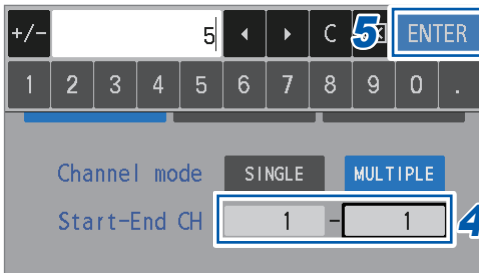 +/- 5 C 5 ENTER
1 2 3 4 5 6 7 8 9 0 .
Channel mode SINGLE MULTIPLE
Start-End CH 1 - 1 4